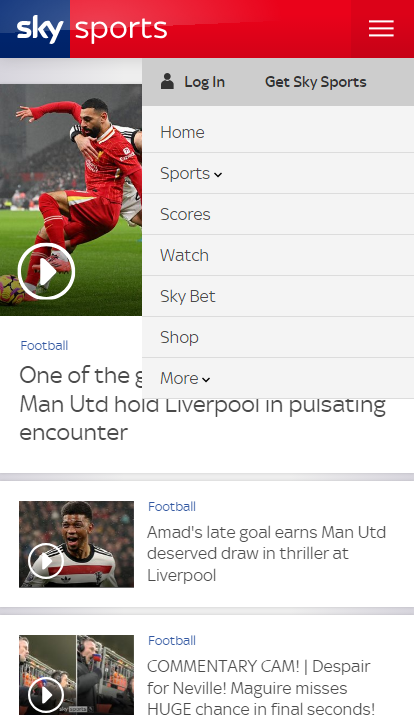 sky sports
Log In
Get Sky Sports
Home
Sports
Scores
Watch
Sky Bet
Shop
More
Football
One of the
Man Utd hold Liverpool in pulsating
encounter
Football
Amad's late goal earns Man Utd
deserved draw in thriller at
Liverpool
Football
COMMENTARY CAM! | Despair
for Neville! Maguire misses
HUGE chance in final seconds!